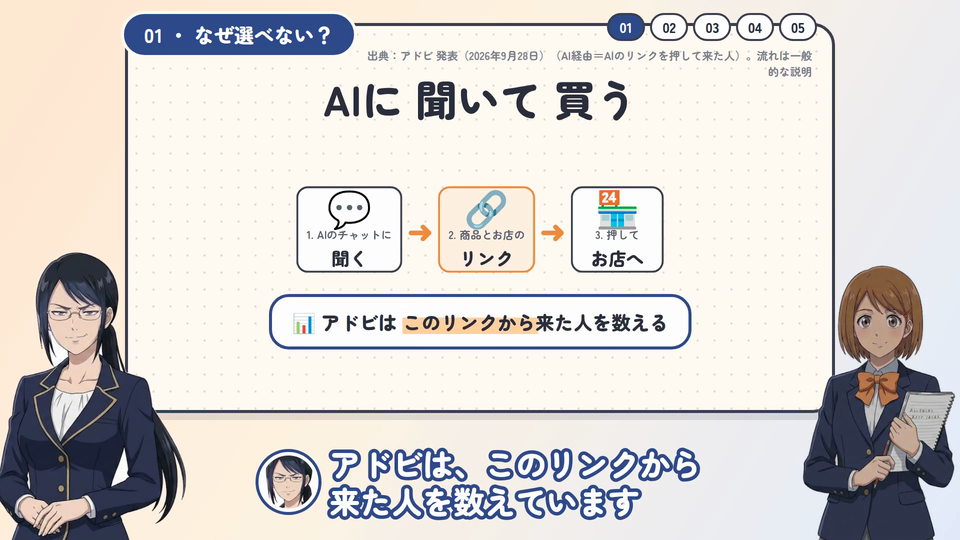 01 ・ なぜ選べない？
01 02 03 04 05
出典：アドビ 発表（2026年9月28日）（AI経由＝AIのリンクを押して来た人）。流れは一般
的な説明
AIに 聞いて 買う
24
1. AIのチャットに
聞く
2. 商品とお店の
リンク
3. 押して
お店へ
アドビは このリンクから来た人を数える
アドビは、このリンクから
来た人を数えています